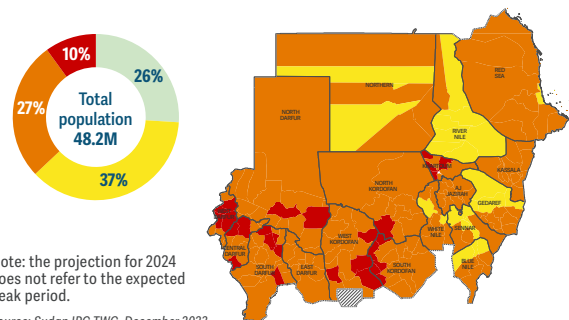 10%
26%
27%
37%
Total
population
48.2M
RED
SEA
NORTHERN
NORTH
DARFUR
RIVER
NILE
KASSALA
NORTH
KORDOFAN
AJ
JAZIRAH
GEDAREF
WHITE
NILE
SENNAR
WEST
KORDOFAN
CENTRAL
DARFUR
SOUTH
DARFUR
EAST
DARFUR
SOUTH
KORDOFAN
BLUE
NILE
ote: the projection for 2024
oes not refer to the expected
eak period.